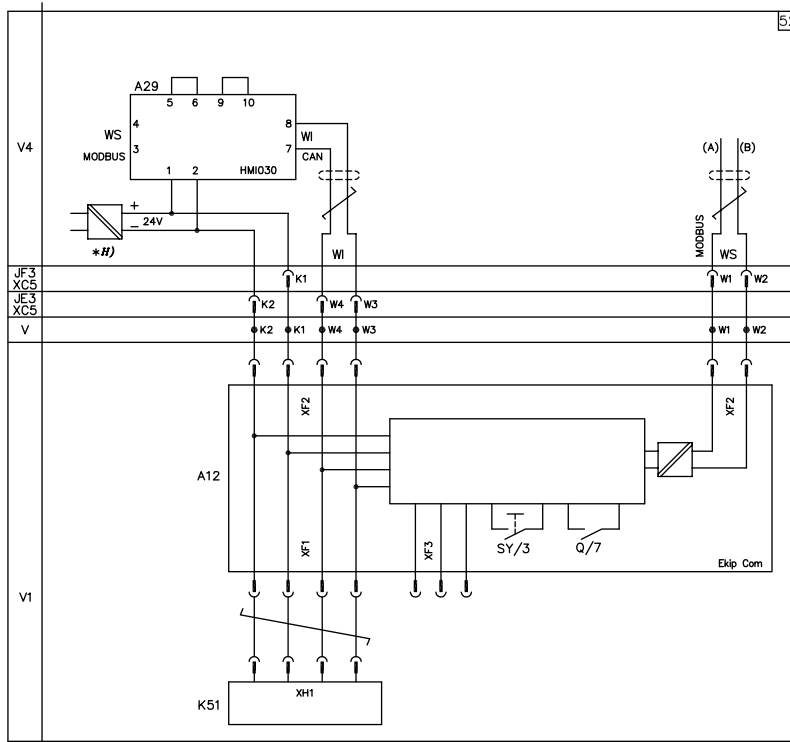 A29
5 6 9 10
4
WS
3
MODBUS
8
WI
7
CAN
1 2
HMI030
+
24V
−
*H)
V4
(A) (B)
MODBUS
WI
WS
JF3
XC5
K1
W1 W2
JE3
XC5
K2 W4 W3
V
K2 K1 W4 W3 W1 W2
XF2
XF2
A12
XF1
XF3
SY/3
Q/7
Ekip Com
V1
K51
XH1